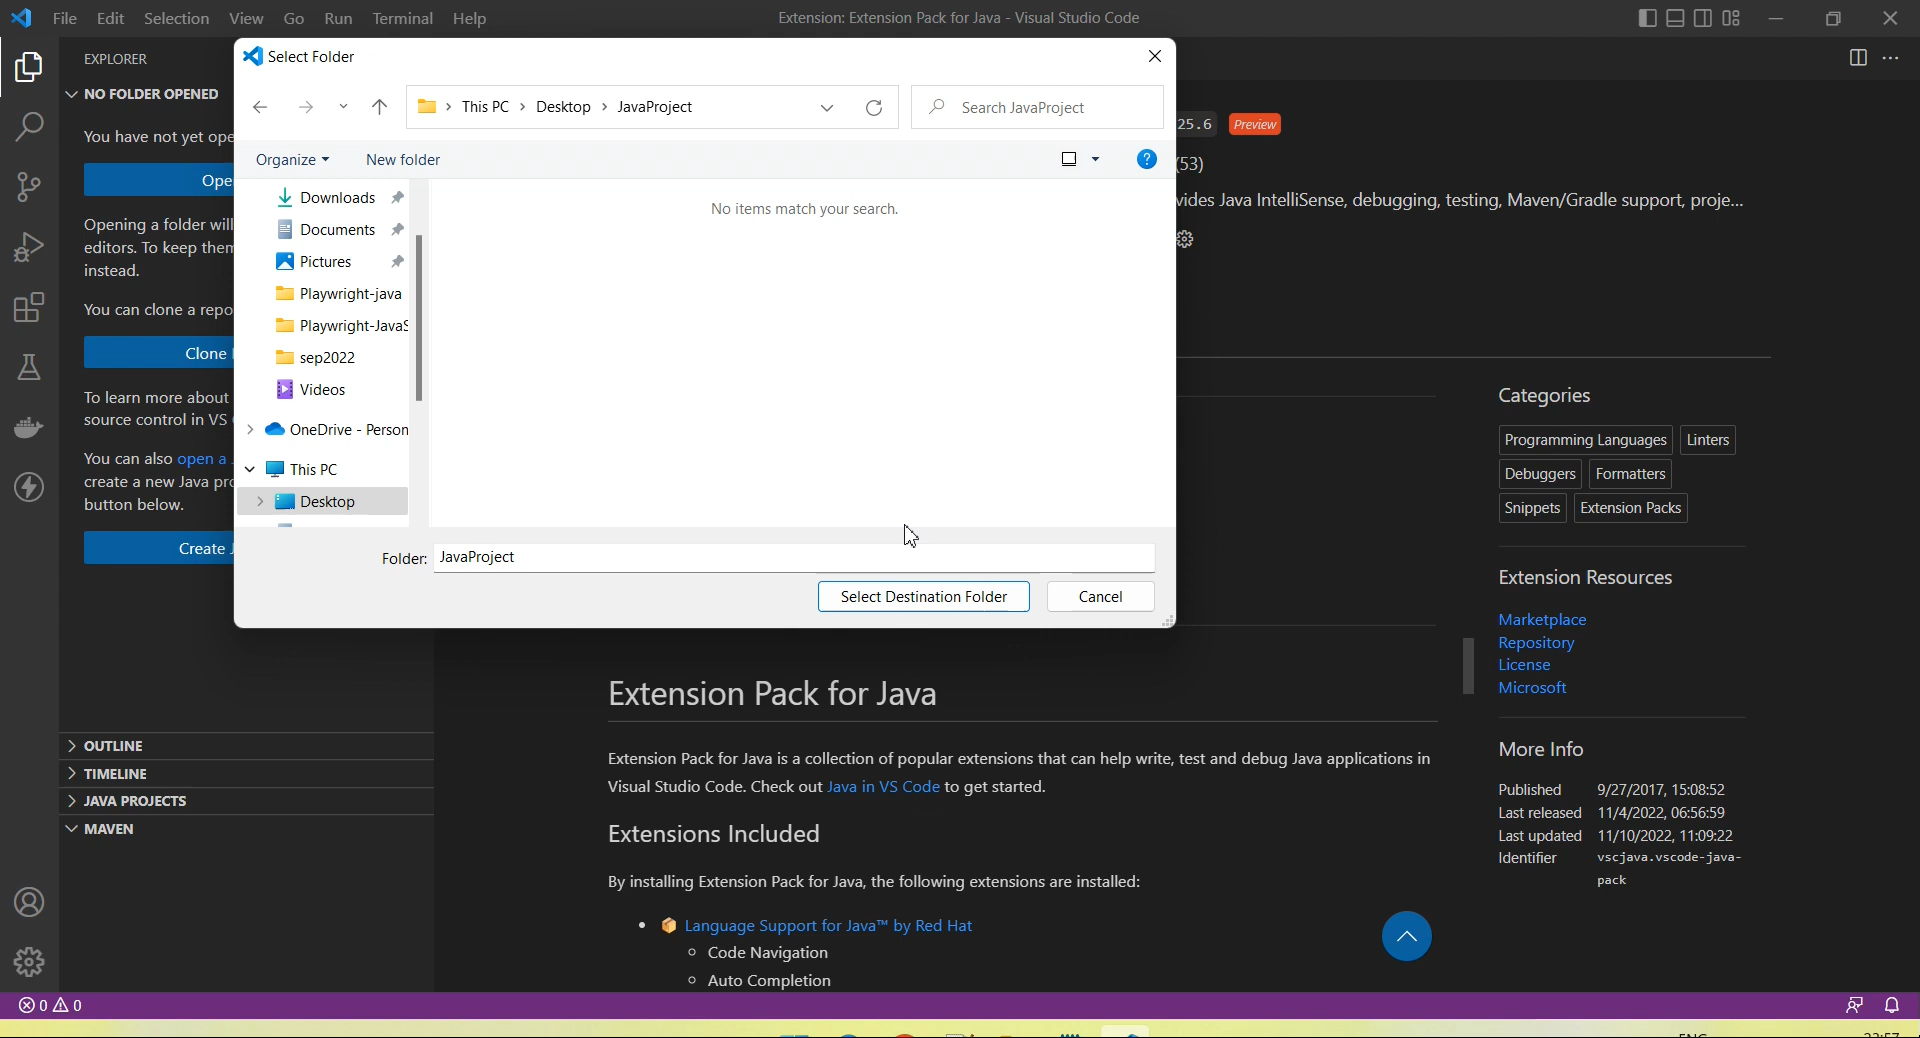 File Edit Selection View Go Run Terminal Help
Extension: Extension Pack for Java - Visual Studio Code
EXPLORER
NO FOLDER OPENED
You have not yet ope
Ope
Opening a folder will
editors. To keep them
instead.
You can clone a repo
Clone
To learn more about
source control in VS
You can also open a
create a new Java pro
button below.
Create J
OUTLINE
TIMELINE
JAVA PROJECTS
MAVEN
Select Folder
This PC > Desktop > JavaProject
Search JavaProject
Organize
New folder
Downloads
Documents
Pictures
Playwright-java
Playwright-JavaS
sep2022
Videos
OneDrive - Person
This PC
Desktop
No items match your search.
Folder: JavaProject
Select Destination Folder
Cancel
25.6 Preview
(53)
vides Java IntelliSense, debugging, testing, Maven/Gradle support, proje...
Extension Pack for Java
Extension Pack for Java is a collection of popular extensions that can help write, test and debug Java applications in
Visual Studio Code. Check out Java in VS Code to get started.
Extensions Included
By installing Extension Pack for Java, the following extensions are installed:
Language Support for Java™ by Red Hat
Code Navigation
Auto Completion
Categories
Programming Languages Linters
Debuggers Formatters
Snippets Extension Packs
Extension Resources
Marketplace
Repository
License
Microsoft
More Info
Published 9/27/2017, 15:08:52
Last released 11/4/2022, 06:56:59
Last updated 11/10/2022, 11:09:22
Identifier vscjava.vscode-java-
pack
0 0